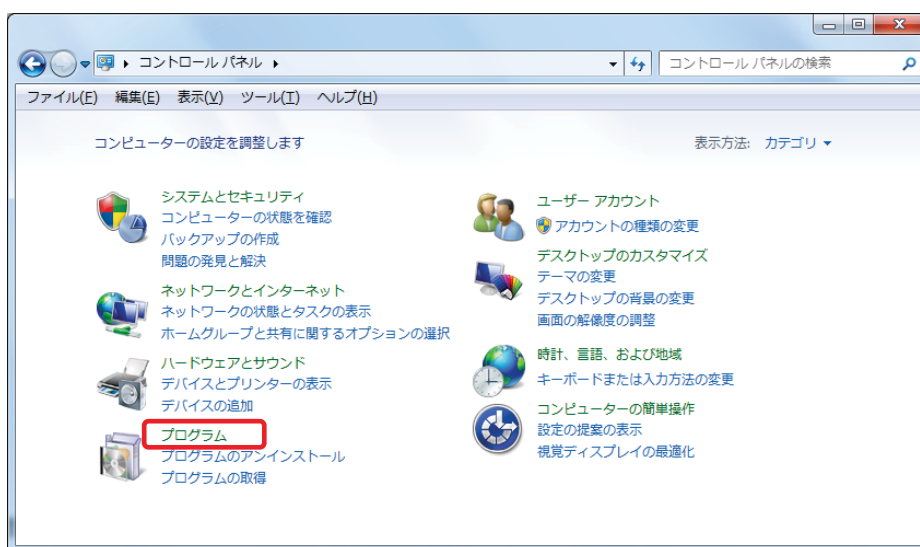 コントロール パネル
コントロール パネルの検索
ファイル(F) 編集(E) 表示(V) ツール(T) ヘルプ(H)
コンピューターの設定を調整します
表示方法: カテゴリ
システムとセキュリティ
コンピューターの状態を確認
バックアップの作成
問題の発見と解決
ネットワークとインターネット
ネットワークの状態とタスクの表示
ホームグループと共有に関するオプションの選択
ハードウェアとサウンド
デバイスとプリンターの表示
デバイスの追加
プログラム
プログラムのアンインストール
プログラムの取得
ユーザー アカウント
アカウントの種類の変更
デスクトップのカスタマイズ
テーマの変更
デスクトップの背景の変更
画面の解像度の調整
時計、言語、および地域
キーボードまたは入力方法の変更
コンピューターの簡単操作
設定の提案の表示
視覚ディスプレイの最適化